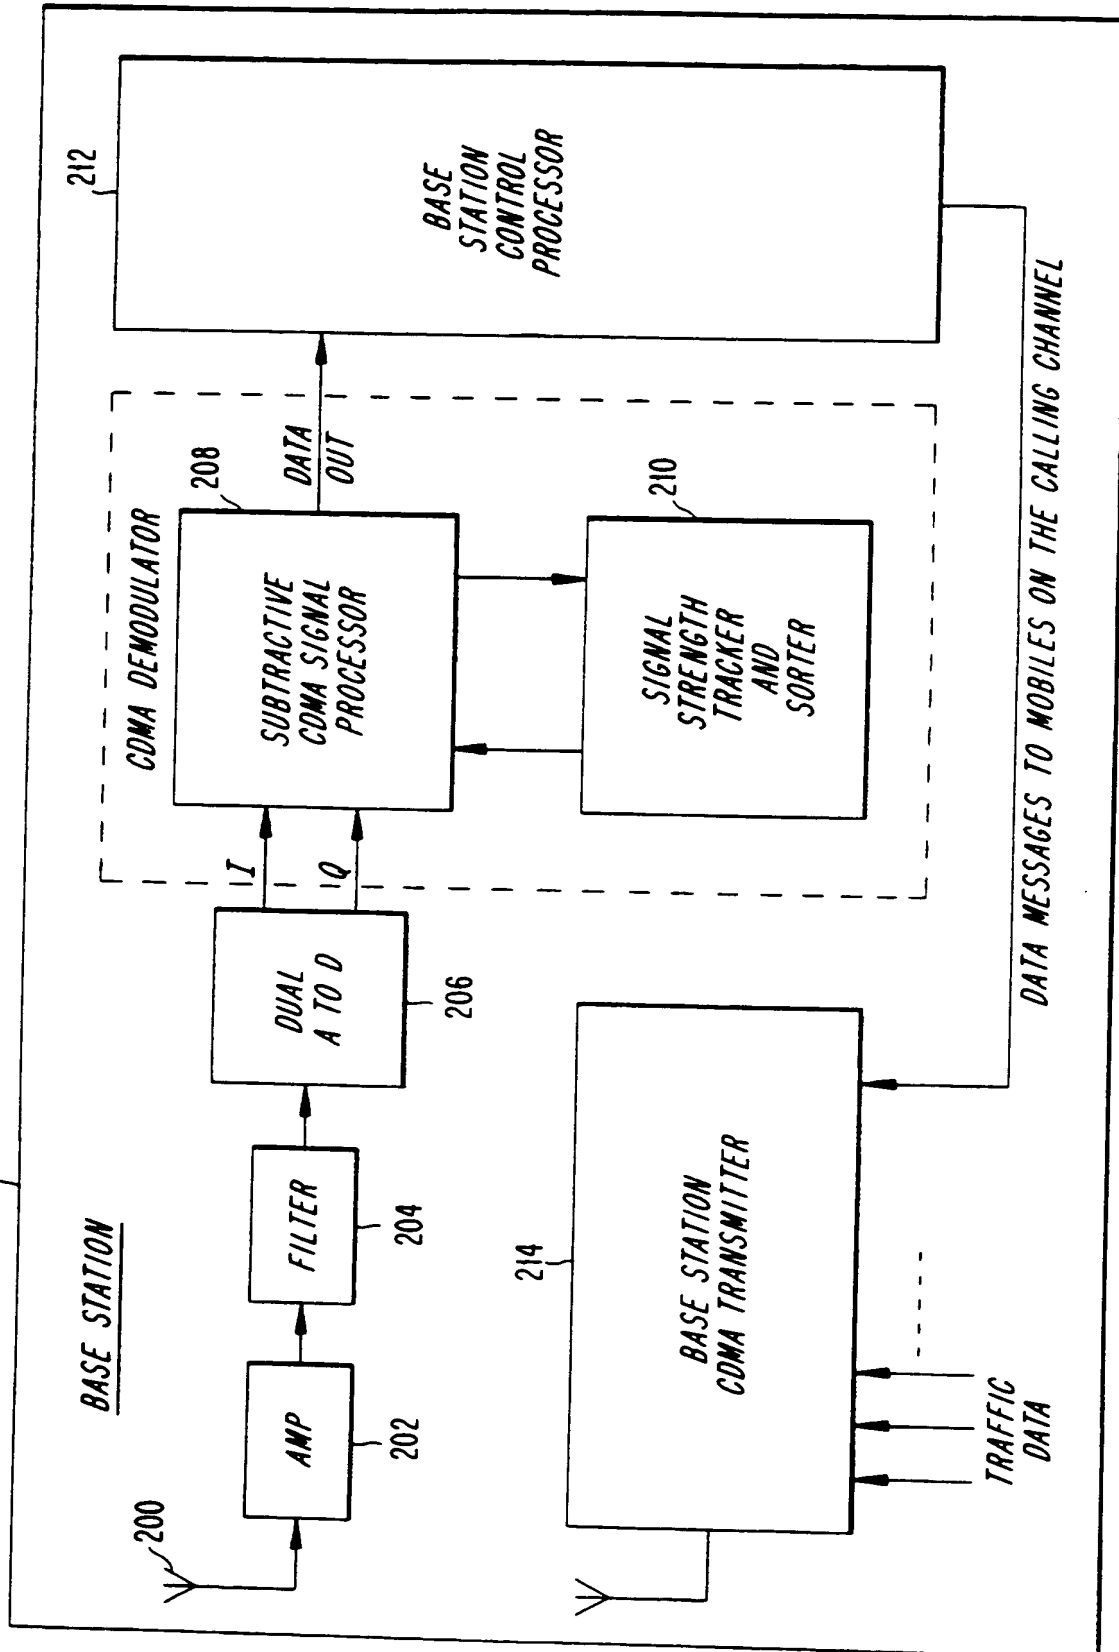 BASE STATION
200
AMP
202
FILTER
204
DUAL
A TO D
206
I
Q
CDMA DEMODULATOR
SUBTRACTIVE
CDMA SIGNAL
PROCESSOR
208
DATA
OUT
SIGNAL
STRENGTH
TRACKER
AND
SORTER
210
212
BASE
STATION
CONTROL
PROCESSOR
214
BASE STATION
CDMA TRANSMITTER
TRAFFIC
DATA
DATA MESSAGES TO MOBILES ON THE CALLING CHANNEL